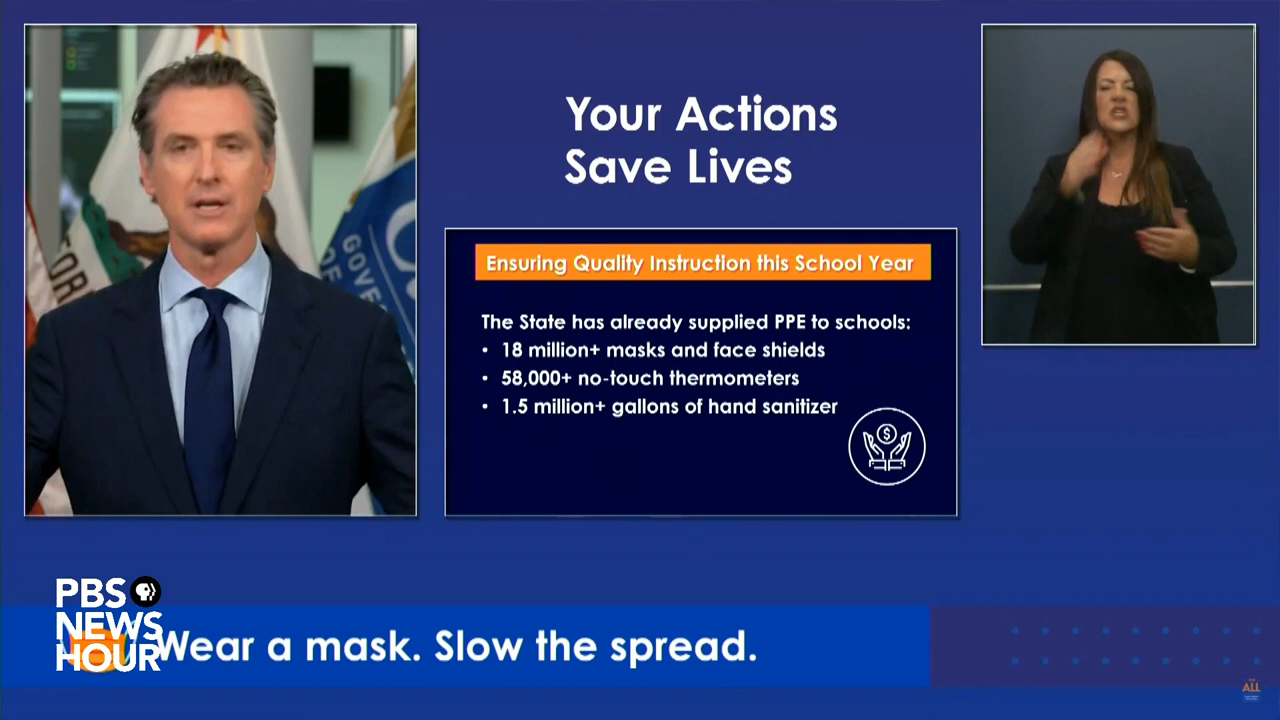 Your Actions
Save Lives
Ensuring Quality Instruction this School Year
The State has already supplied PPE to schools:
• 18 million+ masks and face shields
• 58,000+ no-touch thermometers
• 1.5 million+ gallons of hand sanitizer
$
PBS
NEWS
HOUR
Wear a mask. Slow the spread.
ALL